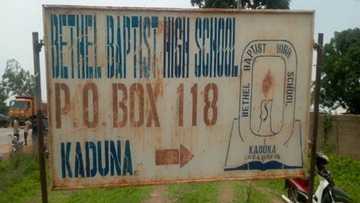 BETHEL BAPTIST HIGH SCHOOL
P.O. BOX 118
KADUNA
BETHEL BAPTIST HIGH SCHOOL
KADUNA